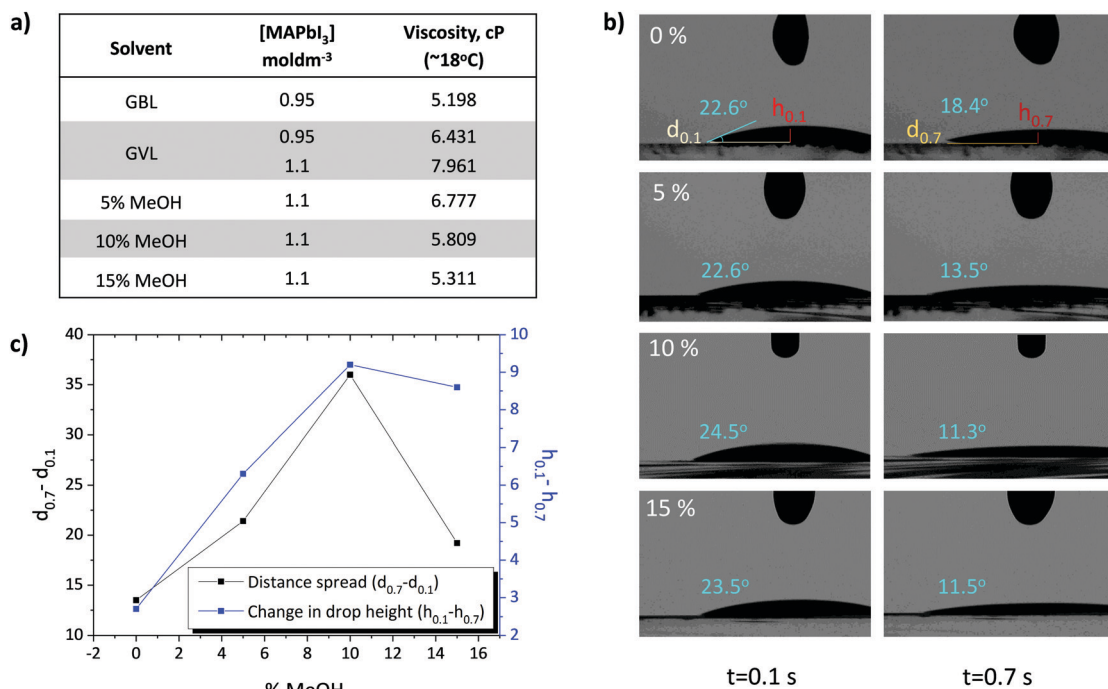 a)
Solvent [MAPbI₃] moldm⁻³ Viscosity, cP (~18°C)
GBL 0.95 5.198
GVL 0.95 6.431
1.1 7.961
5% MeOH 1.1 6.777
10% MeOH 1.1 5.809
15% MeOH 1.1 5.311
b)
0 %
22.6°
h₀.₁
d₀.₁
18.4°
h₀.₇
d₀.₇
5 %
22.6°
13.5°
10 %
24.5°
11.3°
15 %
23.5°
11.5°
t=0.1 s
t=0.7 s
c)
40
35
30
25
20
15
10
d₀.₇- d₀.₁
10
9
8
7
6
5
4
3
2
h₀.₁- h₀.₇
Distance spread (d₀.₇-d₀.₁)
Change in drop height (h₀.₁-h₀.₇)
-2 0 2 4 6 8 10 12 14 16
% MeOH